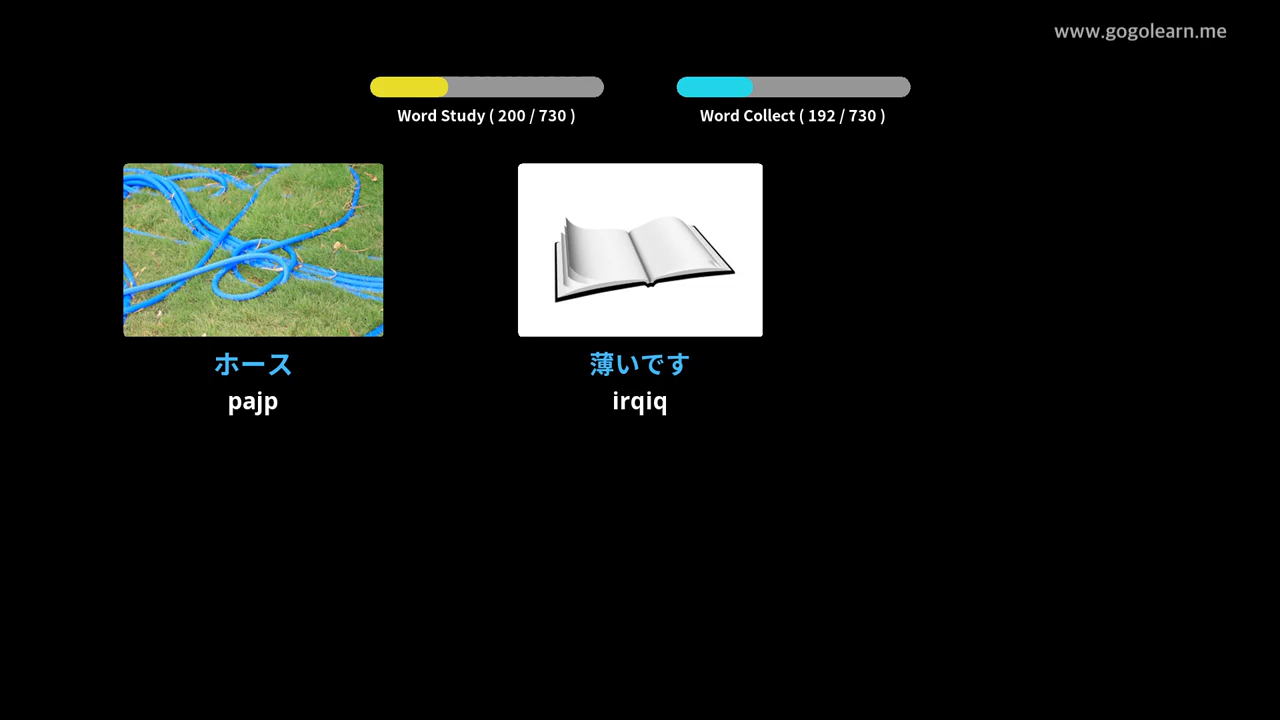 www.gogolearn.me
Word Study ( 200 / 730 )
Word Collect ( 192 / 730 )
ホース
pajp
薄いです
irqiq